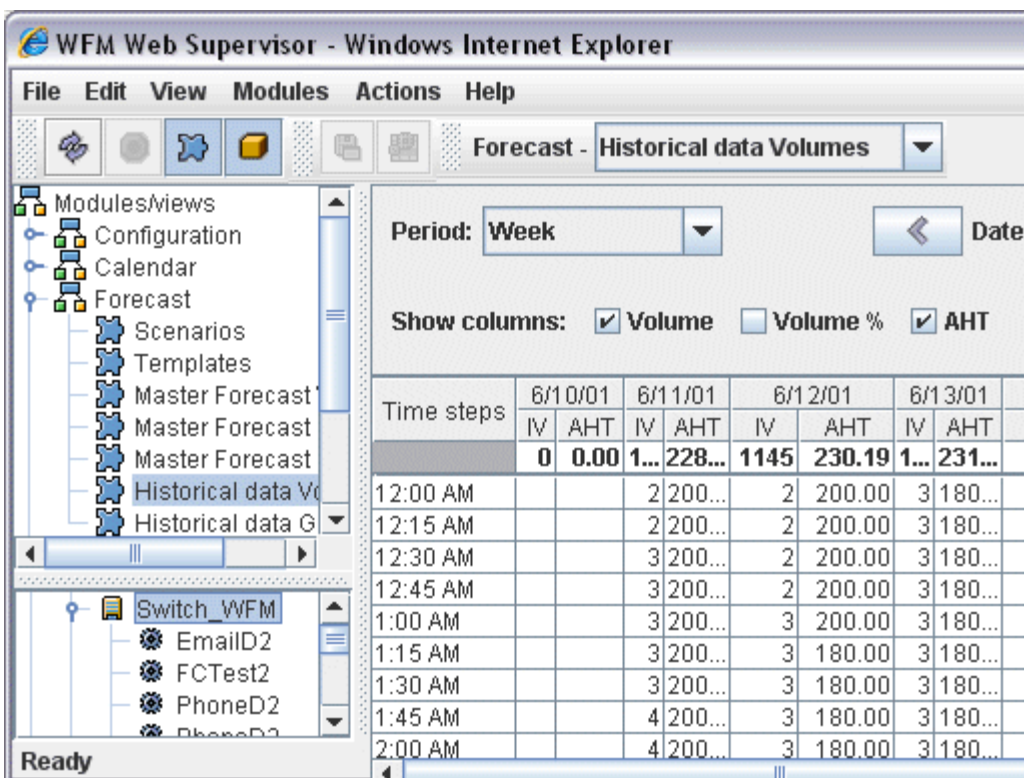 WFM Web Supervisor - Windows Internet Explorer
File Edit View Modules Actions Help
Forecast - Historical data Volumes
Modules/views
Configuration
Calendar
Forecast
Scenarios
Templates
Master Forecast
Master Forecast
Master Forecast
Historical data Vo
Historical data G
Switch_WFM
EmailD2
FCTest2
PhoneD2
Ready
Period: Week Date
Show columns: Volume Volume % AHT
Time steps 6/10/01 6/11/01 6/12/01 6/13/01
IV AHT IV AHT IV AHT IV AHT
0 0.00 1... 228... 1145 230.19 1... 231...
12:00 AM 2 200... 2 200.00 3 180...
12:15 AM 2 200... 2 200.00 3 180...
12:30 AM 3 200... 2 200.00 3 180...
12:45 AM 3 200... 2 200.00 3 180...
1:00 AM 3 200... 3 200.00 3 180...
1:15 AM 3 200... 3 180.00 3 180...
1:30 AM 3 200... 3 180.00 3 180...
1:45 AM 4 200... 3 180.00 3 180...
2:00 AM 4 200... 3 180.00 3 180...